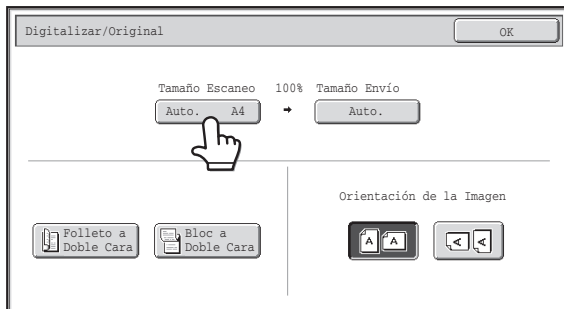 Digitalizar/Original OK
Tamaño Escaneo 100% Tamaño Envío
Auto. A4 Auto.
Orientación de la Imagen
Folleto a Doble Cara
Bloc a Doble Cara
A A A A